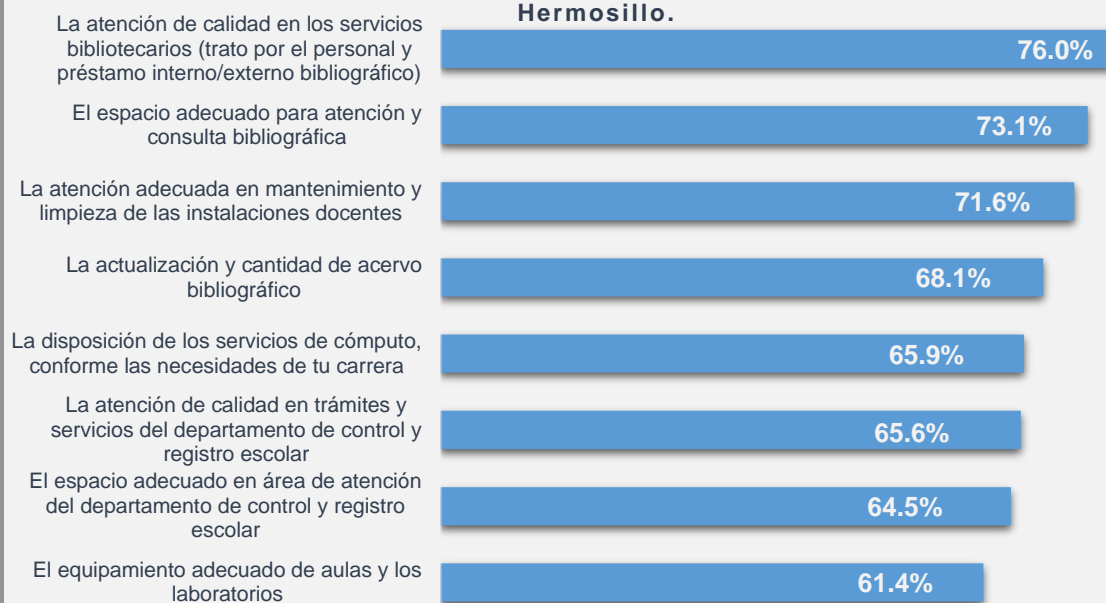 Hermosillo.
La atención de calidad en los servicios
bibliotecarios (trato por el personal y
préstamo interno/externo bibliográfico)
76.0%
El espacio adecuado para atención y
consulta bibliográfica
73.1%
La atención adecuada en mantenimiento y
limpieza de las instalaciones docentes
71.6%
La actualización y cantidad de acervo
bibliográfico
68.1%
La disposición de los servicios de cómputo,
conforme las necesidades de tu carrera
65.9%
La atención de calidad en trámites y
servicios del departamento de control y
registro escolar
65.6%
El espacio adecuado en área de atención
del departamento de control y registro
escolar
64.5%
El equipamiento adecuado de aulas y los
laboratorios
61.4%